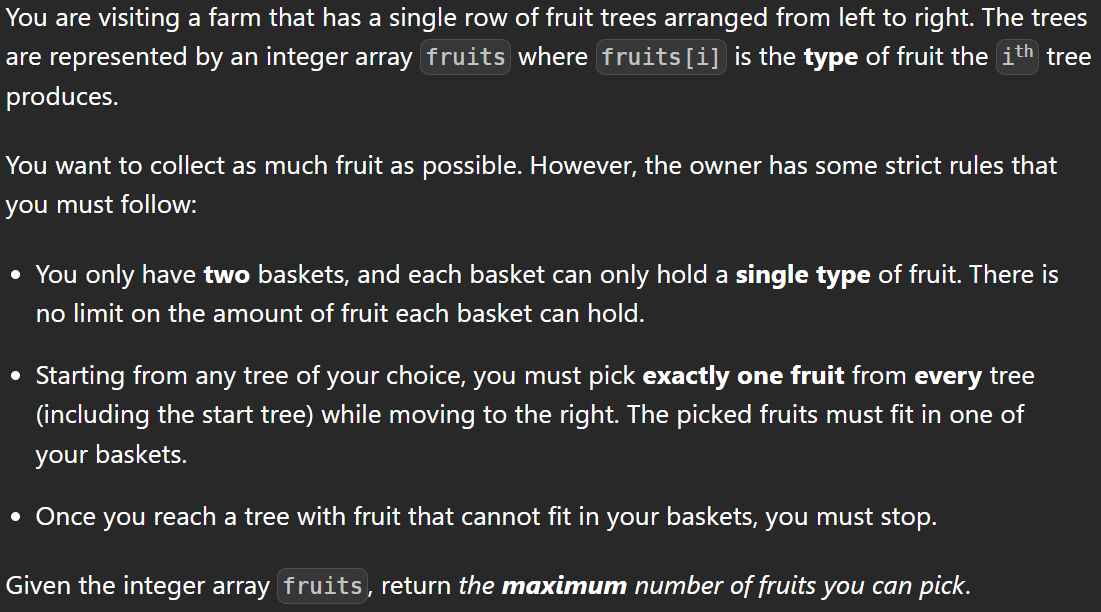 You are visiting a farm that has a single row of fruit trees arranged from left to right. The trees
are represented by an integer array fruits where fruits[i] is the type of fruit the ith tree
produces.
You want to collect as much fruit as possible. However, the owner has some strict rules that
you must follow:
• You only have two baskets, and each basket can only hold a single type of fruit. There is
no limit on the amount of fruit each basket can hold.
• Starting from any tree of your choice, you must pick exactly one fruit from every tree
(including the start tree) while moving to the right. The picked fruits must fit in one of
your baskets.
• Once you reach a tree with fruit that cannot fit in your baskets, you must stop.
Given the integer array fruits, return the maximum number of fruits you can pick.